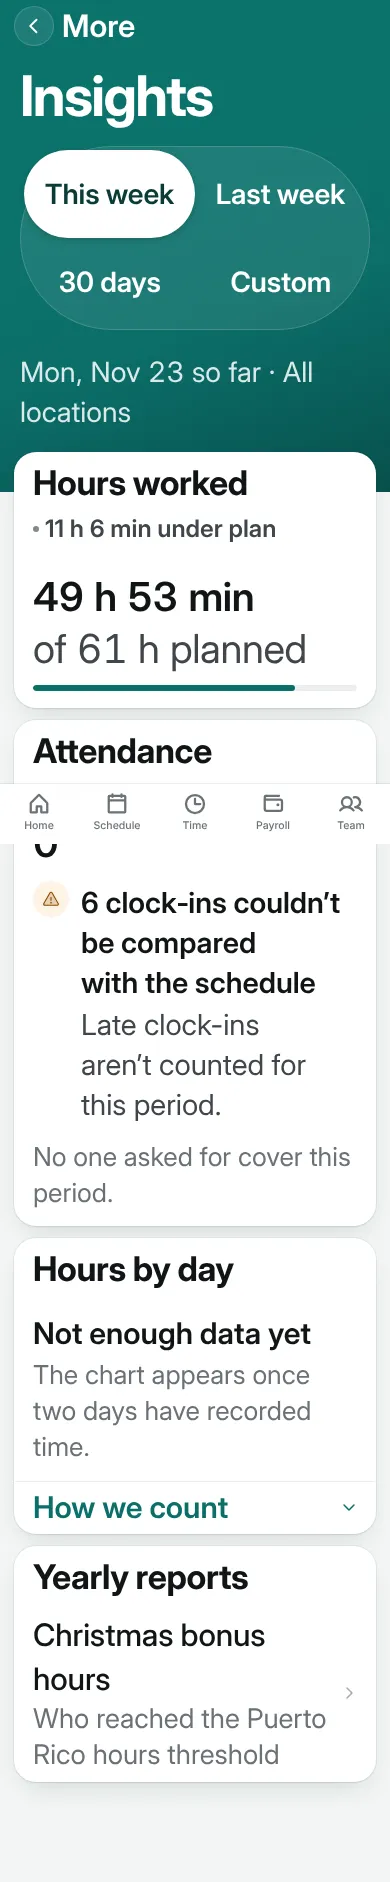 More
Insights
This week
Last week
30 days
Custom
Mon, Nov 23 so far · All
locations
Hours worked
• 11 h 6 min under plan
49 h 53 min
of 61 h planned
Attendance
Home
Schedule
Time
Payroll
Team
6 clock-ins couldn’t
be compared
with the schedule
Late clock-ins
aren’t counted for
this period.
No one asked for cover this
period.
Hours by day
Not enough data yet
The chart appears once
two days have recorded
time.
How we count
Yearly reports
Christmas bonus
hours
Who reached the Puerto
Rico hours threshold